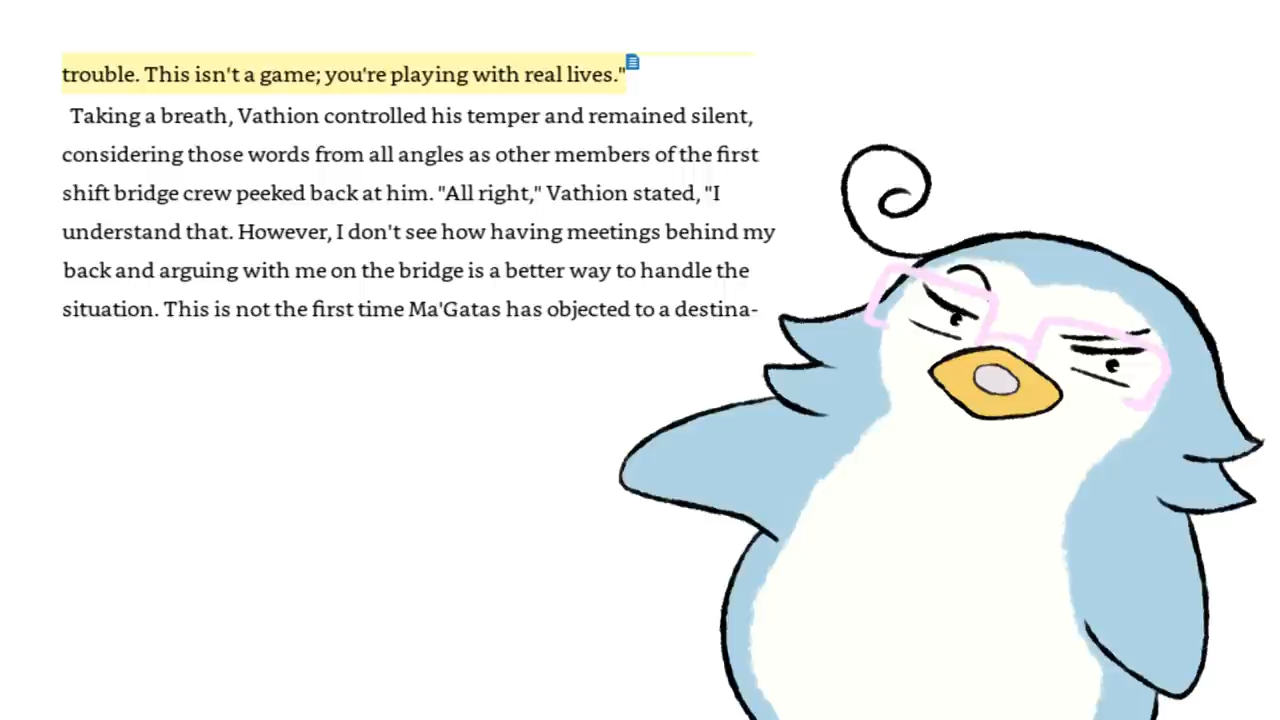 trouble. This isn't a game; you're playing with real lives."
Taking a breath, Vathion controlled his temper and remained silent,
considering those words from all angles as other members of the first
shift bridge crew peeked back at him. "All right," Vathion stated, "I
understand that. However, I don't see how having meetings behind my
back and arguing with me on the bridge is a better way to handle the
situation. This is not the first time Ma'Gatas has objected to a destina-